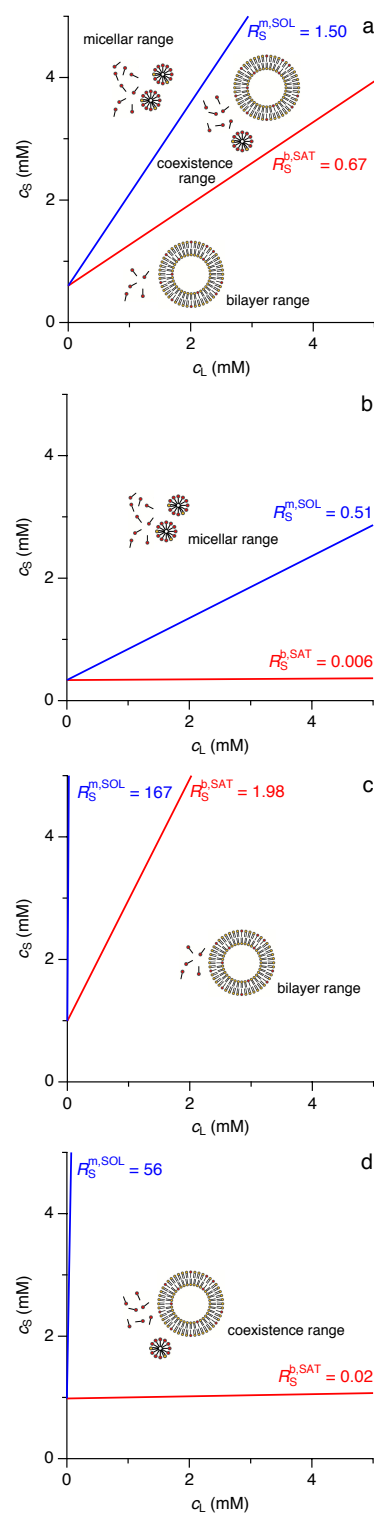 a
micellar range
R_S^{m,SOL} = 1.50
coexistence
range
R_S^{b,SAT} = 0.67
bilayer range
c_S (mM)
4
2
0
0
2
4
c_L (mM)
b
R_S^{m,SOL} = 0.51
micellar range
R_S^{b,SAT} = 0.006
c_S (mM)
4
2
0
0
2
4
c_L (mM)
c
R_S^{m,SOL} = 167
R_S^{b,SAT} = 1.98
bilayer range
c_S (mM)
4
2
0
0
2
4
c_L (mM)
d
R_S^{m,SOL} = 56
coexistence range
R_S^{b,SAT} = 0.02
c_S (mM)
4
2
0
0
2
4
c_L (mM)